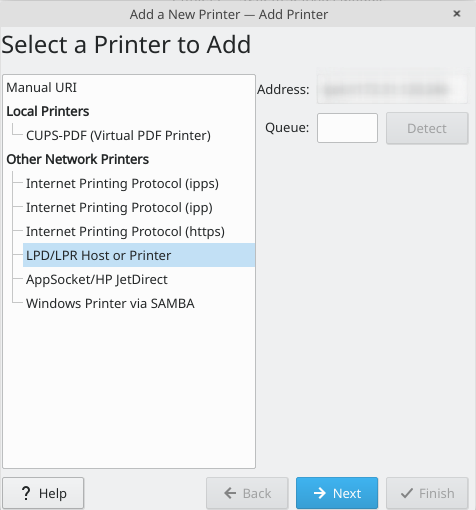 Add a New Printer — Add Printer
Select a Printer to Add
Manual URI
Local Printers
CUPS-PDF (Virtual PDF Printer)
Other Network Printers
Internet Printing Protocol (ipps)
Internet Printing Protocol (ipp)
Internet Printing Protocol (https)
LPD/LPR Host or Printer
AppSocket/HP JetDirect
Windows Printer via SAMBA
Address:
Queue:
Detect
? Help
Back
Next
Finish